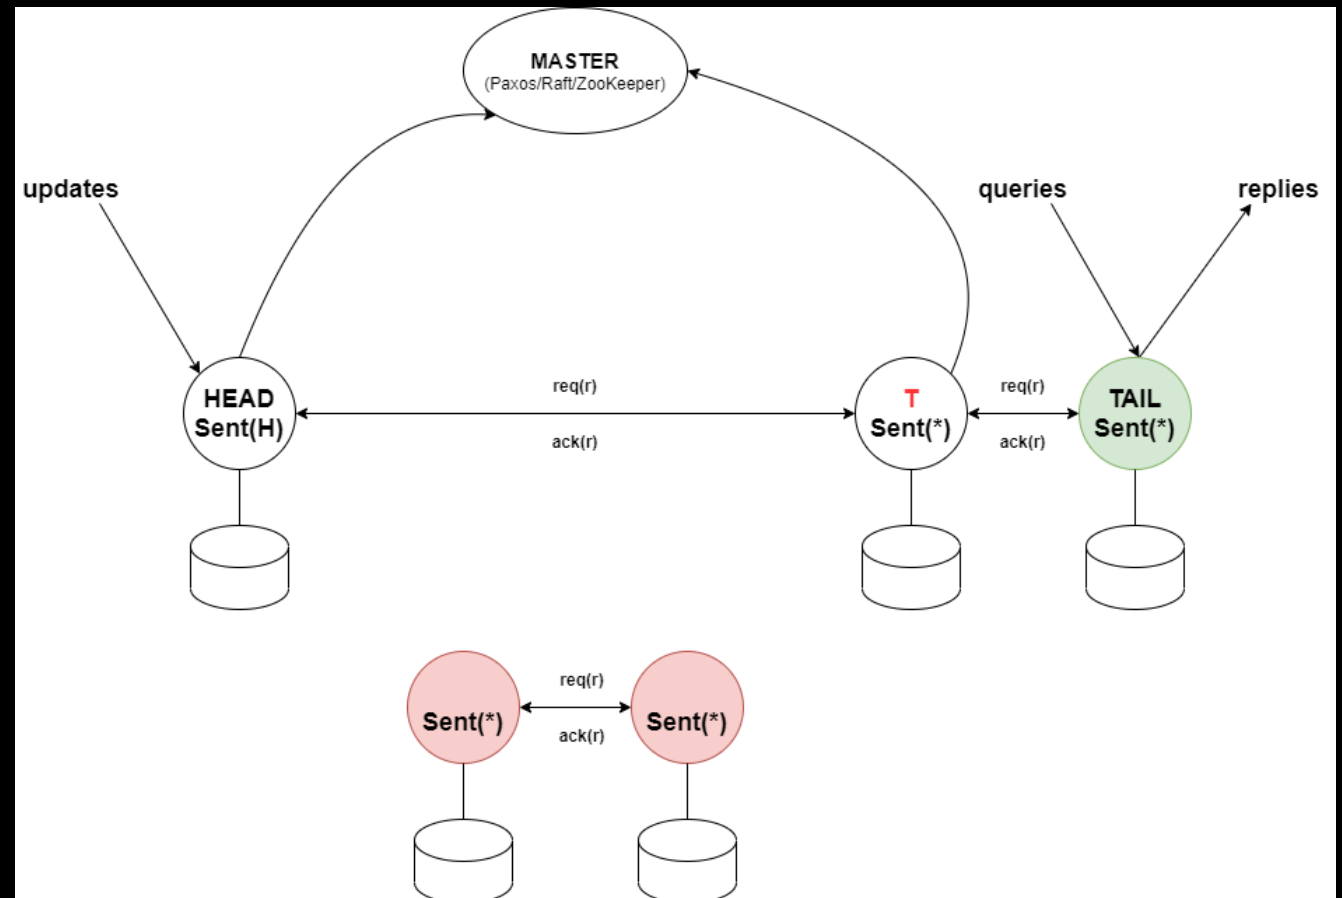 MASTER
(Paxos/Raft/ZooKeeper)
updates
queries
replies
HEAD
Sent(H)
req(r)
ack(r)
T
Sent(*)
req(r)
ack(r)
TAIL
Sent(*)
Sent(*)
req(r)
ack(r)
Sent(*)